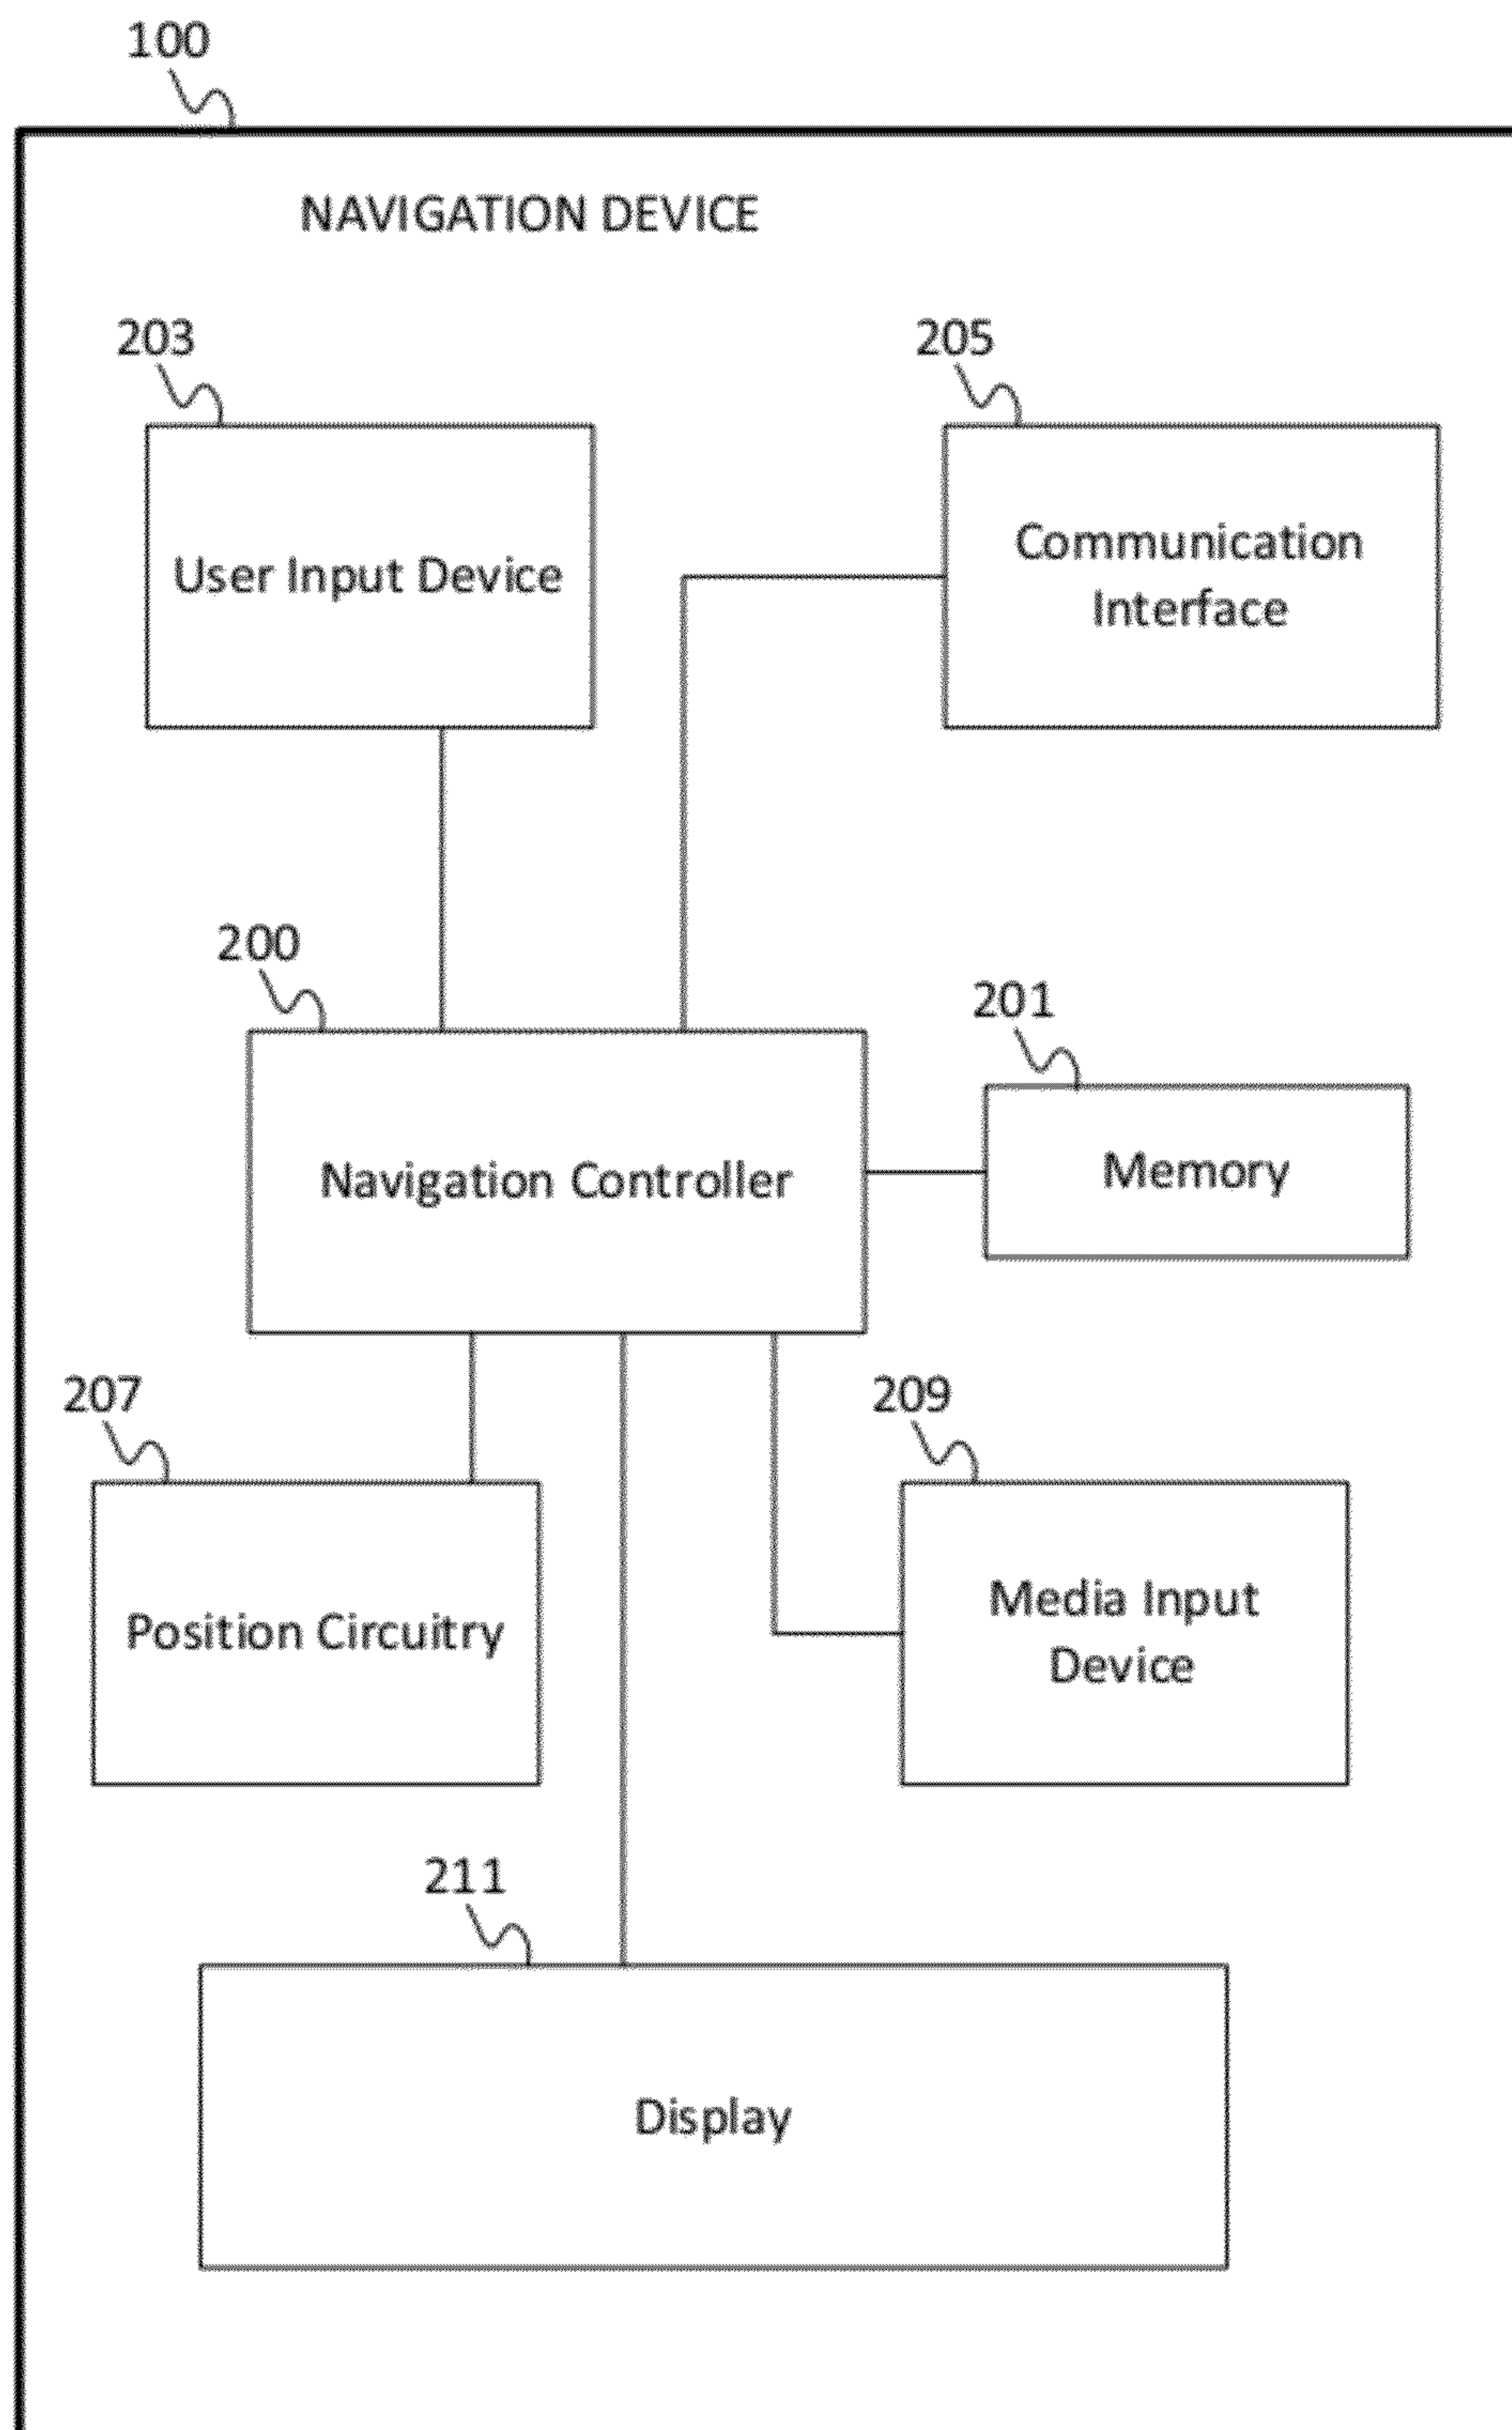 100
NAVIGATION DEVICE
203
205
User Input Device
Communication
Interface
200
201
Navigation Controller
Memory
207
209
Position Circuitry
Media Input
Device
211
Display